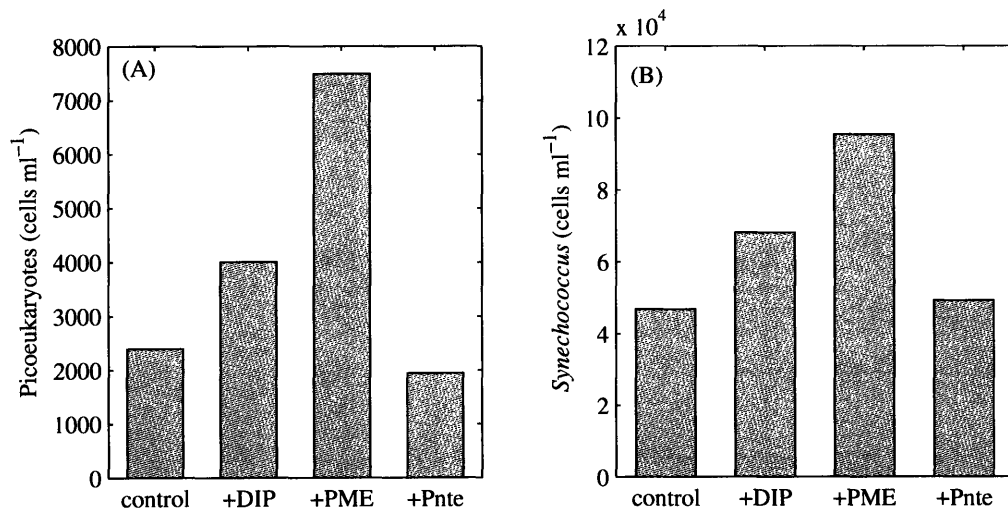 (A)
Picoeukaryotes (cells ml⁻¹)
8000
7000
6000
5000
4000
3000
2000
1000
0
control +DIP +PME +Pnte
x 10⁴
(B)
Synechococcus (cells ml⁻¹)
12
10
8
6
4
2
0
control +DIP +PME +Pnte